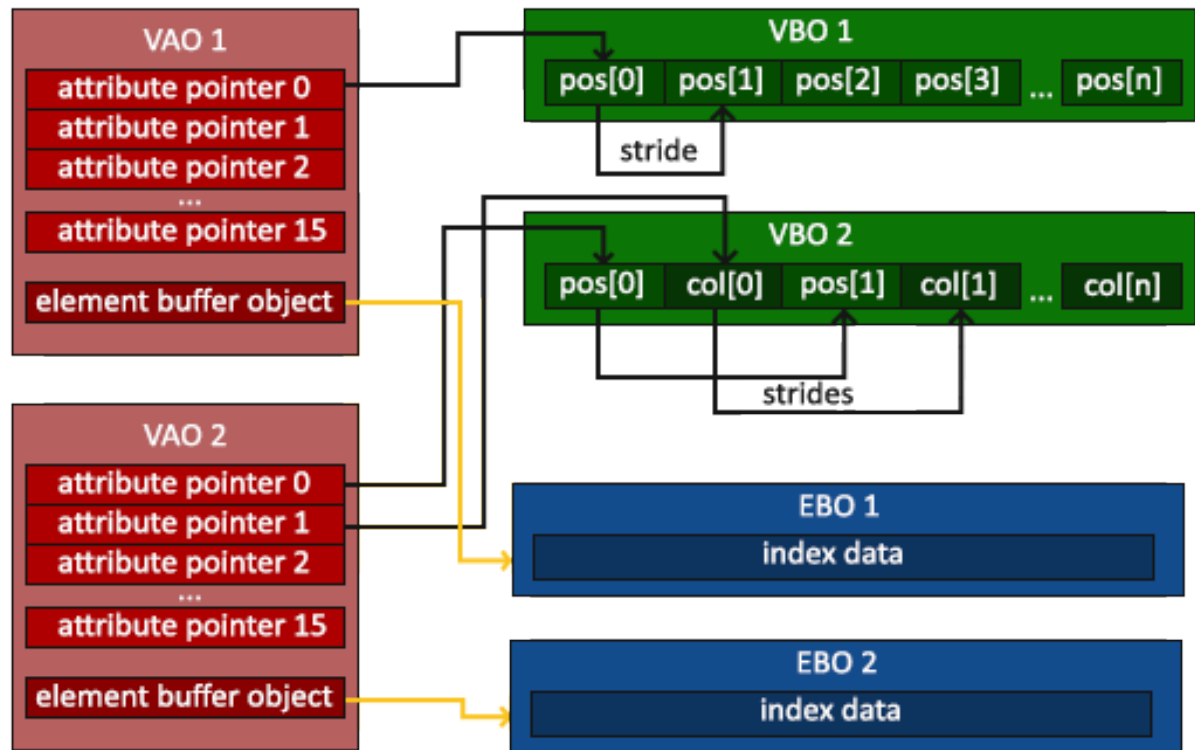 VAO 1
attribute pointer 0
attribute pointer 1
attribute pointer 2
...
attribute pointer 15
element buffer object
VBO 1
pos[0] pos[1] pos[2] pos[3] ... pos[n]
stride
VBO 2
pos[0] col[0] pos[1] col[1] ... col[n]
strides
VAO 2
attribute pointer 0
attribute pointer 1
attribute pointer 2
...
attribute pointer 15
element buffer object
EBO 1
index data
EBO 2
index data